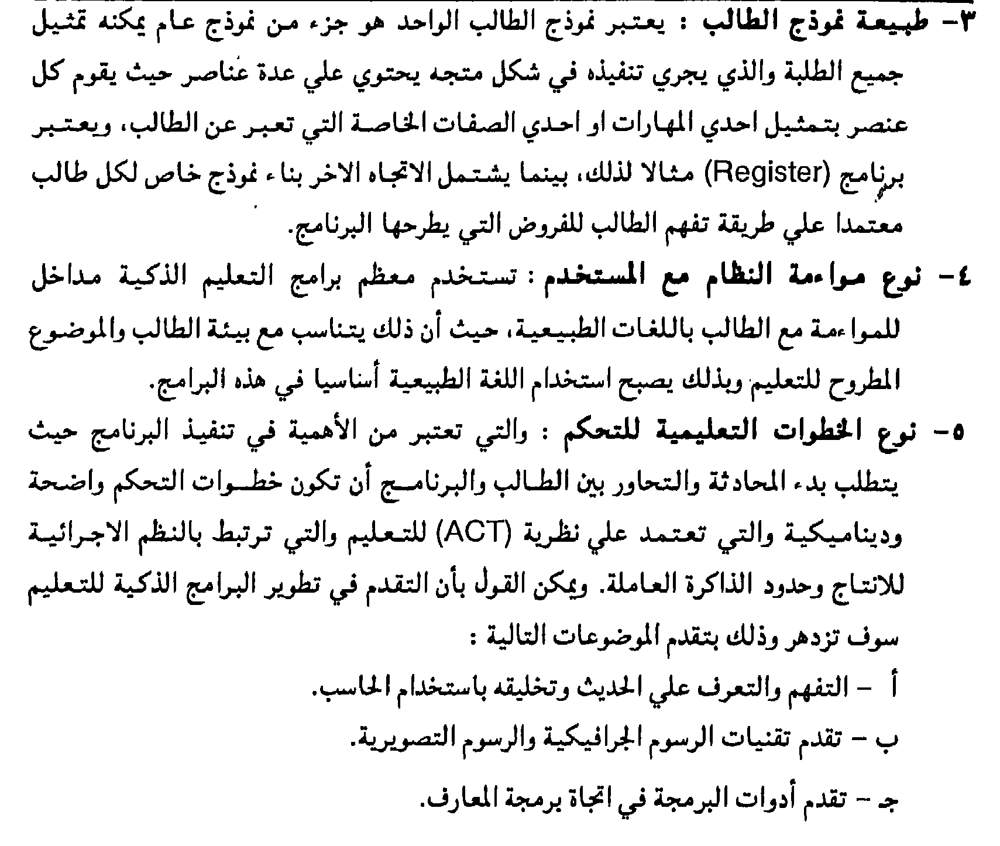 ٣- طبيعة نموذج الطالب : يعتبر نموذج الطالب الواحد هو جزء من نموذج عام يمكنه تمثيل
جميع الطلبة والذي يجري تنفيذه في شكل متجه يحتوي علي عدة عناصر حيث يقوم كل
عنصر بتمثيل احدي المهارات او احدي الصفات الخاصة التي تعبر عن الطالب، ويعتبر
برنامج (Register) مثالا لذلك، بينما يشتمل الاتجاه الاخر بناء نموذج خاص لكل طالب
معتمدا علي طريقة تفهم الطالب للفروض التي يطرحها البرنامج.
٤- نوع مواءمة النظام مع المستخدم : تستخدم معظم برامج التعليم الذكية مداخل
للمواءمة مع الطالب باللغات الطبيعية، حيث أن ذلك يتناسب مع بيئة الطالب والموضوع
المطروح للتعليم وبذلك يصبح استخدام اللغة الطبيعية أساسيا في هذه البرامج.
٥- نوع الخطوات التعليمية للتحكم : والتي تعتبر من الأهمية في تنفيذ البرنامج حيث
يتطلب بدء المحادثة والتحاور بين الطالب والبرنامج أن تكون خطوات التحكم واضحة
وديناميكية والتي تعتمد علي نظرية (ACT) للتعليم والتي ترتبط بالنظم الاجرائية
للانتاج وحدود الذاكرة العاملة. ويمكن القول بأن التقدم في تطوير البرامج الذكية للتعليم
سوف تزدهر وذلك بتقدم الموضوعات التالية :
أ - التفهم والتعرف علي الحديث وتخليقه باستخدام الحاسب.
ب - تقدم تقنيات الرسوم الجرافيكية والرسوم التصويرية.
جـ - تقدم أدوات البرمجة في اتجاة برمجة المعارف.